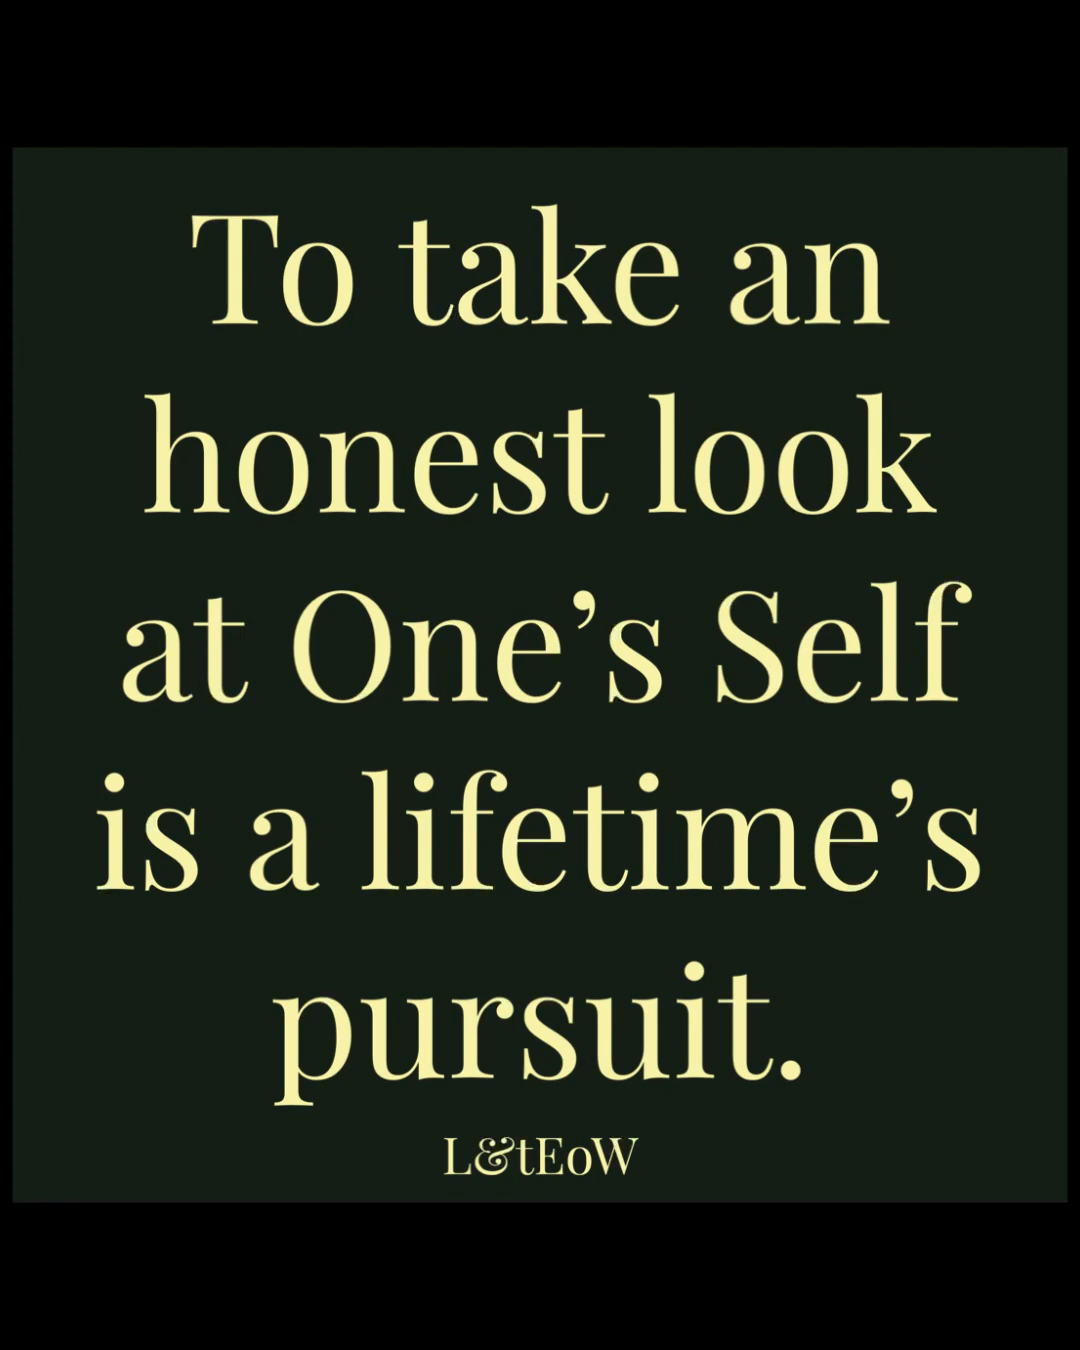 To take an
honest look
at One’s Self
is a lifetime’s
pursuit.
L&tEoW